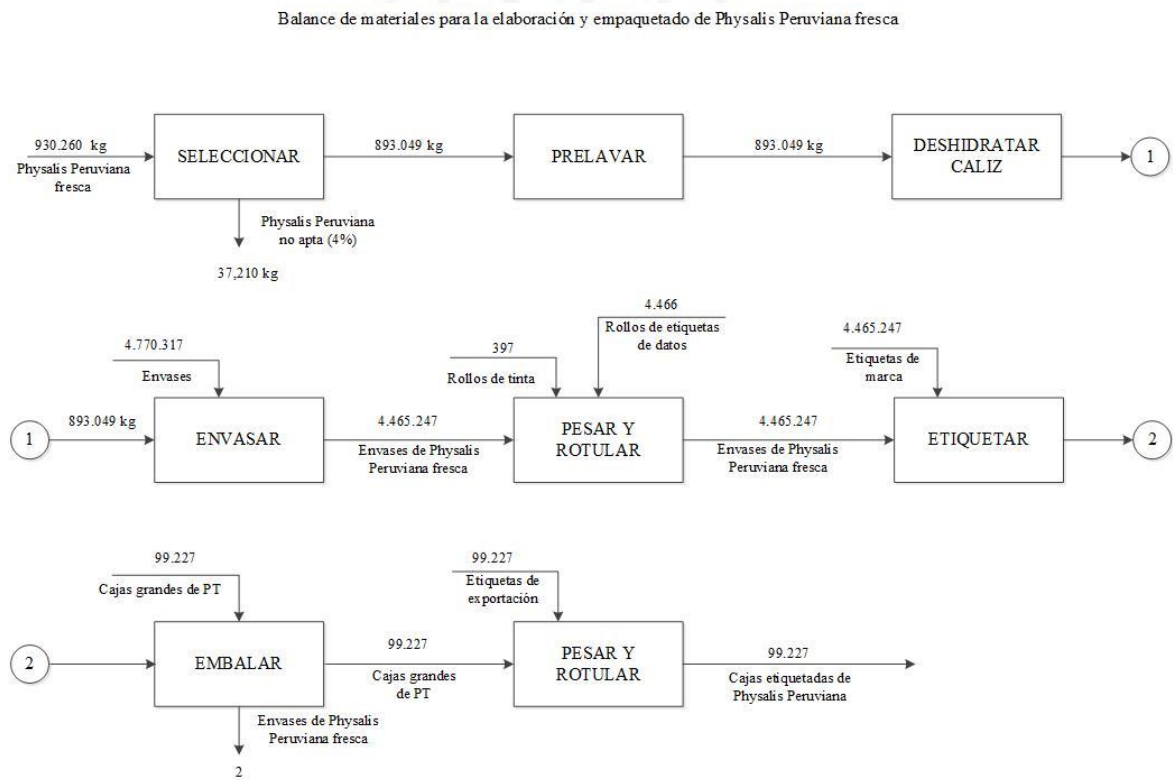 Balance de materiales para la elaboración y empaquetado de Physalis Peruviana fresca
930.260 kg
Physalis Peruviana
fresca
SELECCIONAR
893.049 kg
PRELAVAR
893.049 kg
DESHIDRATAR
CALIZ
1
Physalis Peruviana
no apta (4%)
37,210 kg
4.770.317
Envases
397
Rollos de tinta
4.466
Rollos de etiquetas
de datos
4.465.247
Etiquetas de
marca
1
893.049 kg
ENVASAR
4.465.247
Envases de Physalis
Peruviana fresca
PESAR Y
ROTULAR
4.465.247
Envases de Physalis
Peruviana fresca
ETIQUETAR
2
99.227
Cajas grandes de PT
99.227
Etiquetas de
exportación
2
EMBALAR
99.227
Cajas grandes
de PT
PESAR Y
ROTULAR
99.227
Cajas etiquetadas de
Physalis Peruviana
Envases de Physalis
Peruviana fresca
2